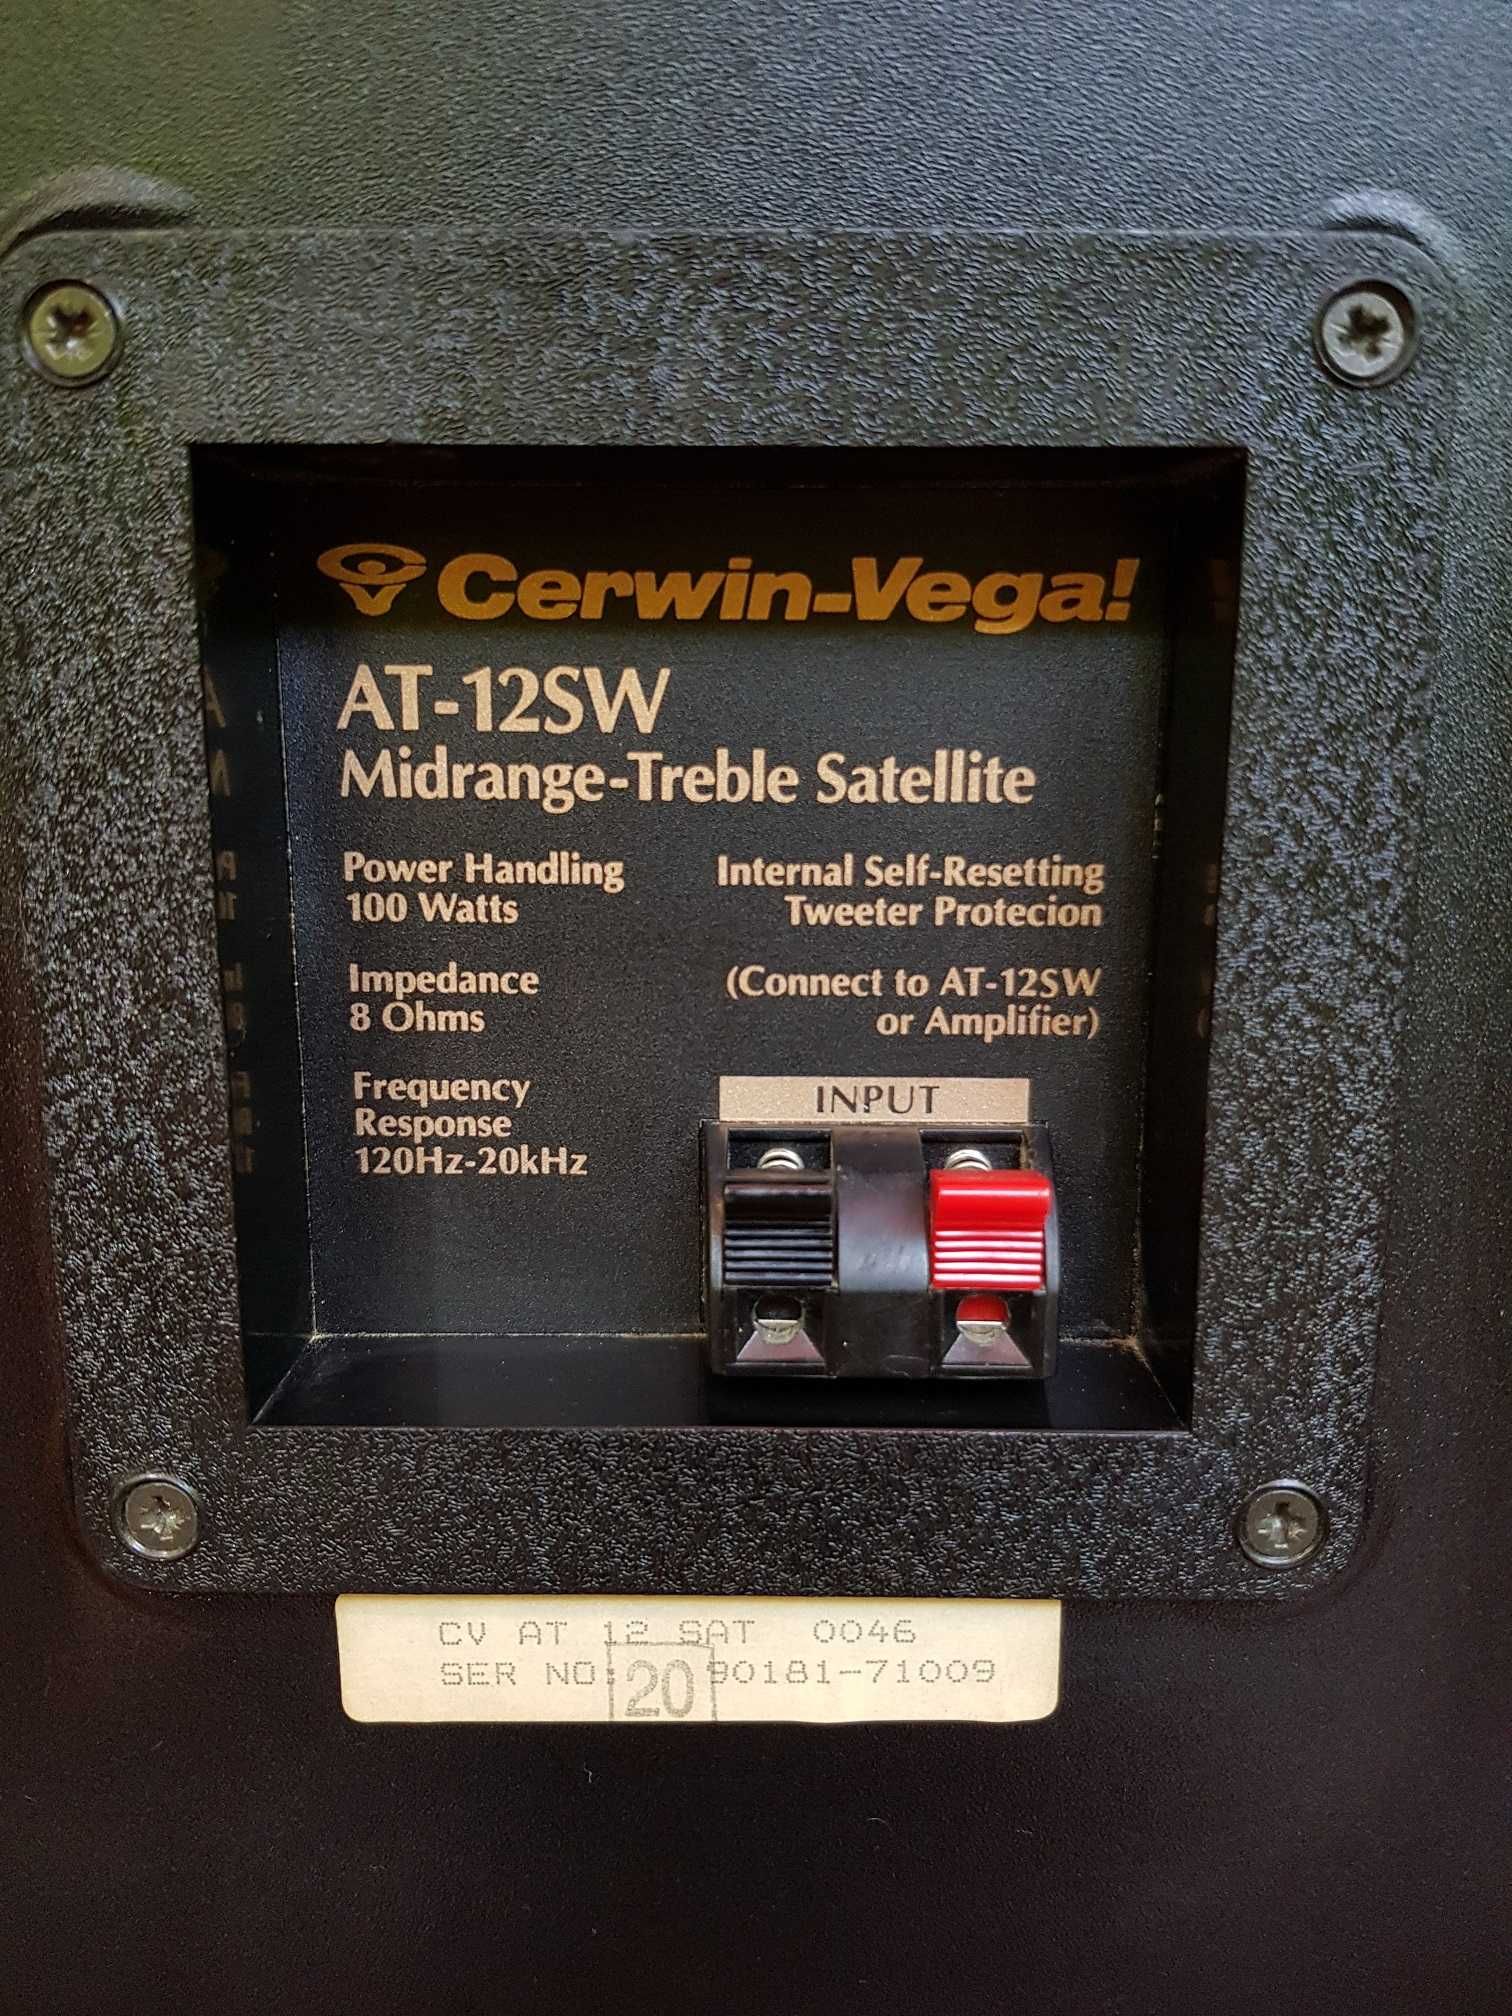 Cerwin-Vega!
AT-12SW
Midrange-Treble Satellite
Power Handling
100 Watts
Internal Self-Resetting
Tweeter Protecion
Impedance
8 Ohms
(Connect to AT-12SW
or Amplifier)
Frequency
Response
120Hz-20kHz
INPUT
CV AT 12 SAT 0046
SER NO: 90181-71009
20